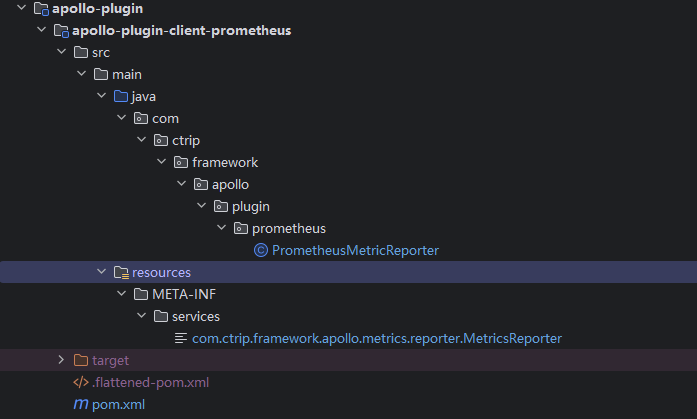 apollo-plugin
apollo-plugin-client-prometheus
src
main
java
com
ctrip
framework
apollo
plugin
prometheus
C PrometheusMetricReporter
resources
META-INF
services
com.ctrip.framework.apollo.metrics.reporter.MetricsReporter
target
.flattened-pom.xml
m pom.xml